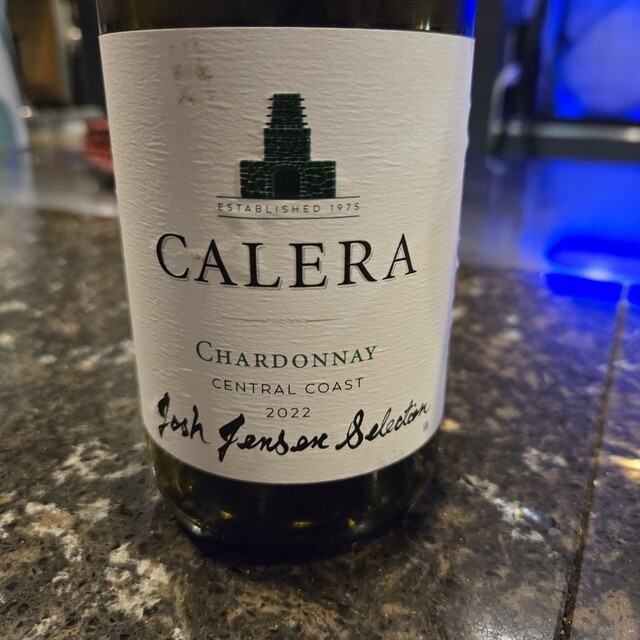 ESTABLISHED 1975
CALERA
CHARDONNAY
CENTRAL COAST
2022
Josh Jensen Selection